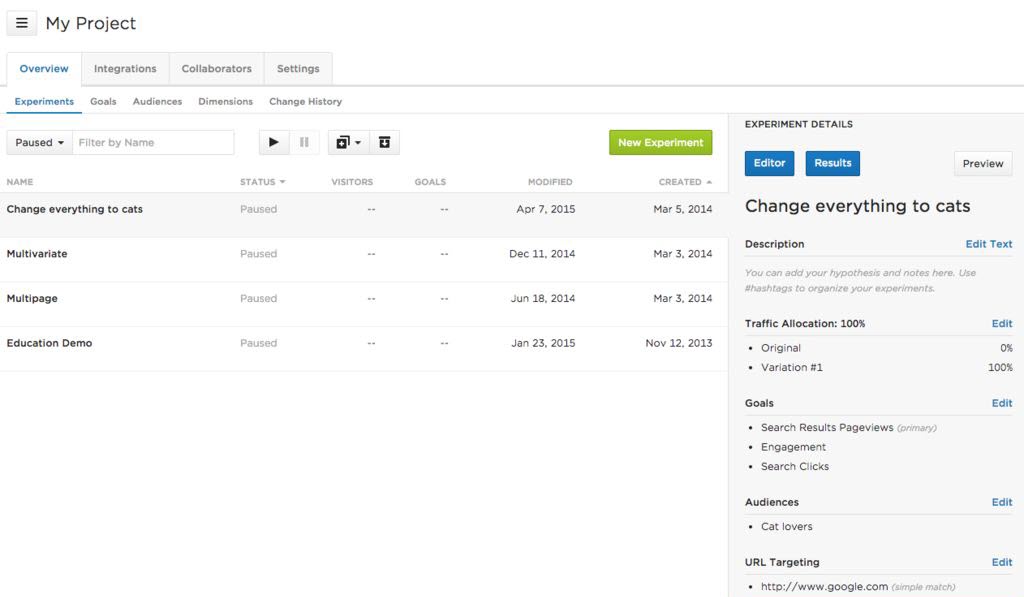 My Project
Overview Integrations Collaborators Settings
Experiments Goals Audiences Dimensions Change History
Paused Filter by Name New Experiment
NAME STATUS VISITORS GOALS MODIFIED CREATED
Change everything to cats Paused -- -- Apr 7, 2015 Mar 5, 2014
Multivariate Paused -- -- Dec 11, 2014 Mar 3, 2014
Multipage Paused -- -- Jun 18, 2014 Mar 3, 2014
Education Demo Paused -- -- Jan 23, 2015 Nov 12, 2013
EXPERIMENT DETAILS
Editor Results Preview
Change everything to cats
Description Edit Text
You can add your hypothesis and notes here. Use
#hashtags to organize your experiments.
Traffic Allocation: 100% Edit
• Original 0%
• Variation #1 100%
Goals Edit
• Search Results Pageviews (primary)
• Engagement
• Search Clicks
Audiences Edit
• Cat lovers
URL Targeting Edit
• http://www.google.com (simple match)